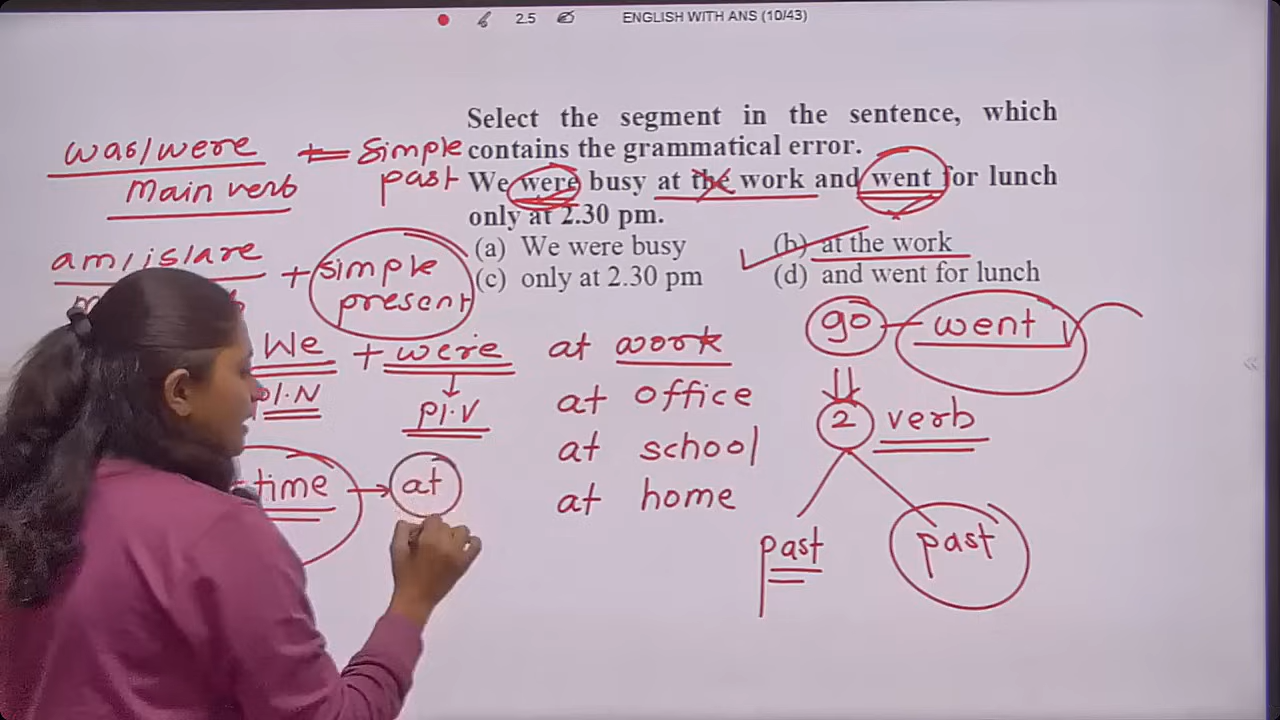 2.5
ENGLISH WITH ANS (10/43)
Select the segment in the sentence, which
contains the grammatical error.
We were busy at the work and went for lunch
only at 2.30 pm.
(a) We were busy
(b) at the work
(c) only at 2.30 pm
(d) and went for lunch
was/were + simple
main verb past
am/is/are + simple
present
We + were
pl.N pl.V
time → at
at work
at office
at school
at home
go - went
2 verb
past past